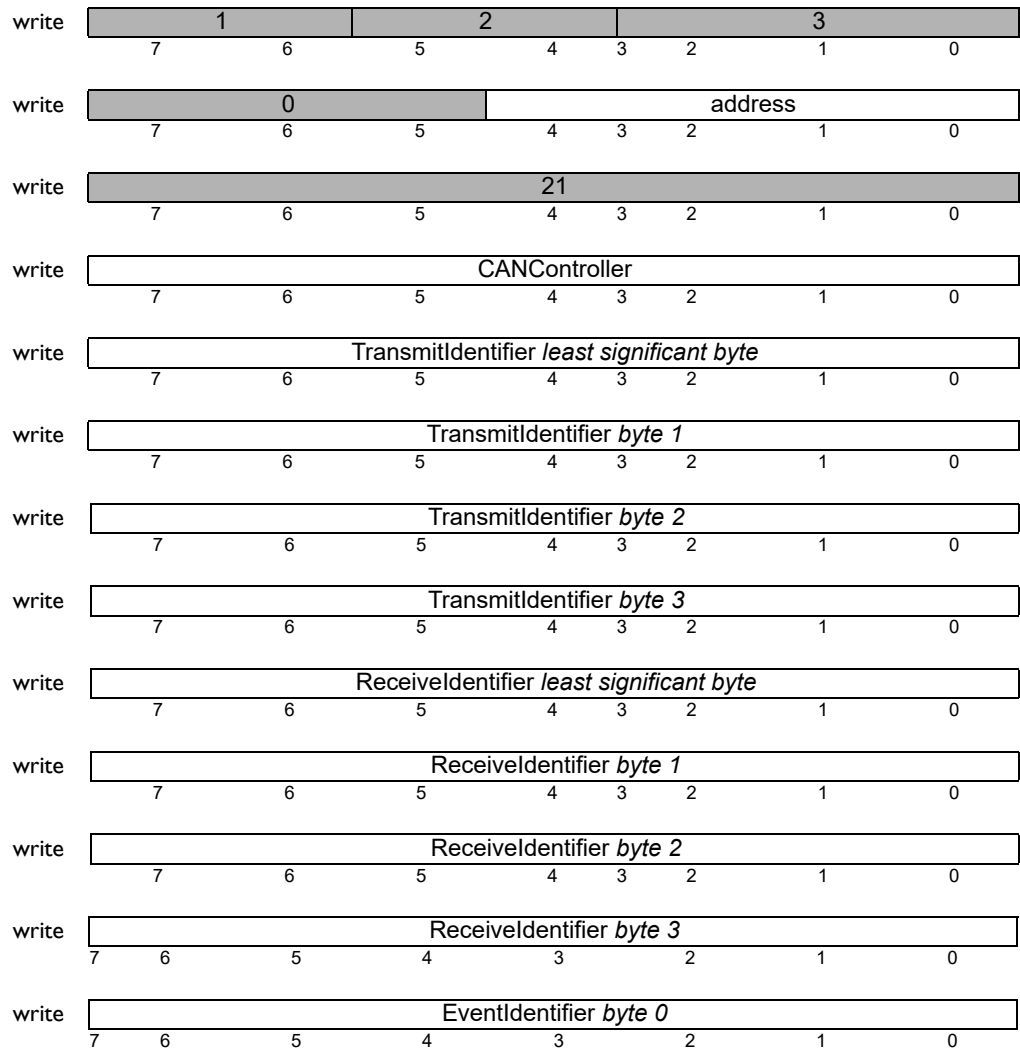 write 1 2 3
7 6 5 4 3 2 1 0
write 0 address
7 6 5 4 3 2 1 0
write 21
7 6 5 4 3 2 1 0
write CANController
7 6 5 4 3 2 1 0
write TransmitIdentifier least significant byte
7 6 5 4 3 2 1 0
write TransmitIdentifier byte 1
7 6 5 4 3 2 1 0
write TransmitIdentifier byte 2
7 6 5 4 3 2 1 0
write TransmitIdentifier byte 3
7 6 5 4 3 2 1 0
write ReceiveIdentifier least significant byte
7 6 5 4 3 2 1 0
write ReceiveIdentifier byte 1
7 6 5 4 3 2 1 0
write ReceiveIdentifier byte 2
7 6 5 4 3 2 1 0
write ReceiveIdentifier byte 3
7 6 5 4 3 2 1 0
write EventIdentifier byte 0
7 6 5 4 3 2 1 0